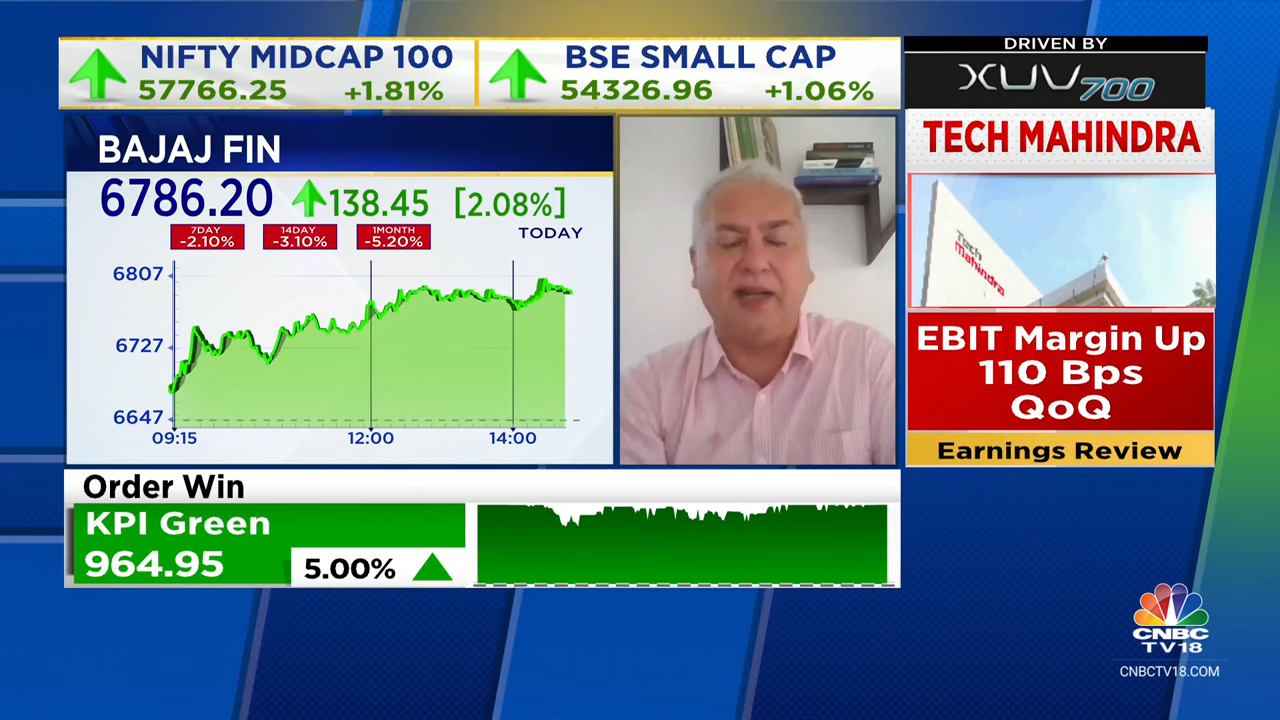 NIFTY MIDCAP 100
57766.25 +1.81%
BSE SMALL CAP
54326.96 +1.06%
DRIVEN BY
XUV700
TECH MAHINDRA
Tech
mahindra
EBIT Margin Up
110 Bps
QoQ
Earnings Review
BAJAJ FIN
6786.20 138.45 [2.08%]
TODAY
7DAY
-2.10%
14DAY
-3.10%
1MONTH
-5.20%
6807
6727
6647
09:15 12:00 14:00
Order Win
KPI Green
964.95 5.00%
CNBC
TV18
CNBCTV18.COM